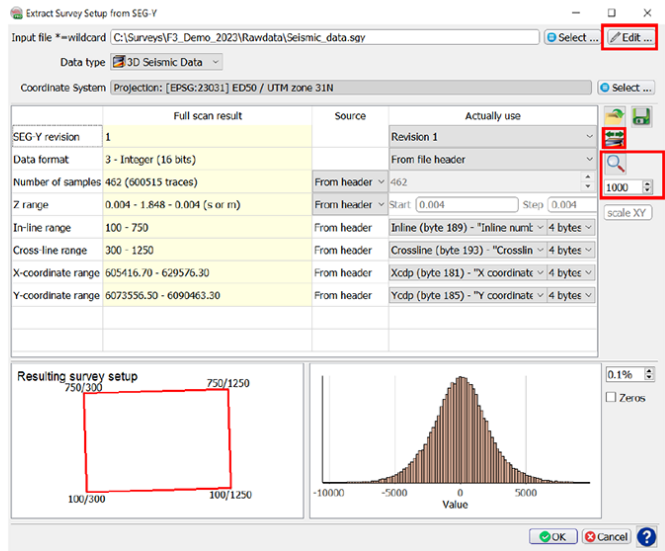 Extract Survey Setup from SEG-Y
Input file *=wildcard C:\Surveys\F3_Demo_2023\Rawdata\Seismic_data.sgy Select ... Edit ...
Data type 3D Seismic Data
Coordinate System Projection: [EPSG:23031] ED50 / UTM zone 31N Select ...
Full scan result Source Actually use
SEG-Y revision 1 Revision 1
Data format 3 - Integer (16 bits) From file header
Number of samples 462 (600515 traces) From header 462 1000
Z range 0.004 - 1.848 - 0.004 (s or m) From header Start 0.004 Step 0.004 scale XY
In-line range 100 - 750 From header Inline (byte 189) - "Inline numb 4 bytes
Cross-line range 300 - 1250 From header Crossline (byte 193) - "Crosslin 4 bytes
X-coordinate range 605416.70 - 629576.30 From header Xcdp (byte 181) - "X coordinate 4 bytes
Y-coordinate range 6073556.50 - 6090463.30 From header Ycdp (byte 185) - "Y coordinate 4 bytes
Resulting survey setup
750/300 750/1250
100/300 100/1250
-10000 -5000 0 5000
Value
0.1%
Zeros
OK Cancel ?